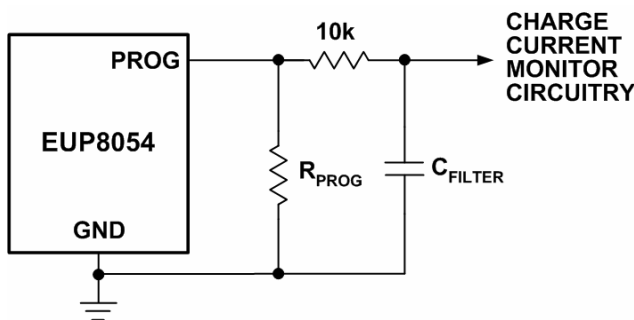 10k
CHARGE
CURRENT
MONITOR
CIRCUITRY
PROG
EUP8054
RPROG
CFILTER
GND